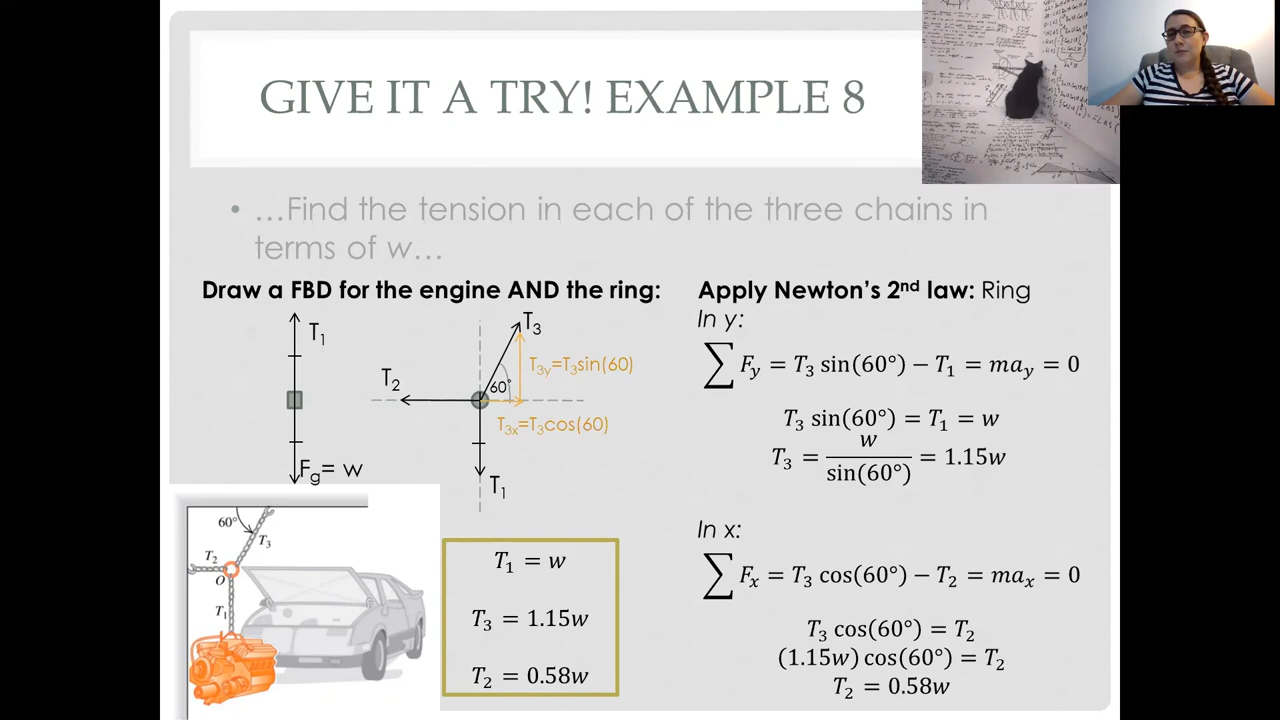 GIVE IT A TRY! EXAMPLE 8
• …Find the tension in each of the three chains in
terms of w…
Draw a FBD for the engine AND the ring:
T₁
F_g= w
T₃
T₃y=T₃sin(60)
T₂
60°
T₃ₓ=T₃cos(60)
T₁
60°
T₃
T₂
O
T₁
T₁ = w
T₃ = 1.15w
T₂ = 0.58w
Apply Newton's 2nd law: Ring
In y:
∑ F_y = T₃ sin(60°) − T₁ = ma_y = 0
T₃ sin(60°) = T₁ = w
T₃ = w / sin(60°) = 1.15w
In x:
∑ Fₓ = T₃ cos(60°) − T₂ = maₓ = 0
T₃ cos(60°) = T₂
(1.15w) cos(60°) = T₂
T₂ = 0.58w